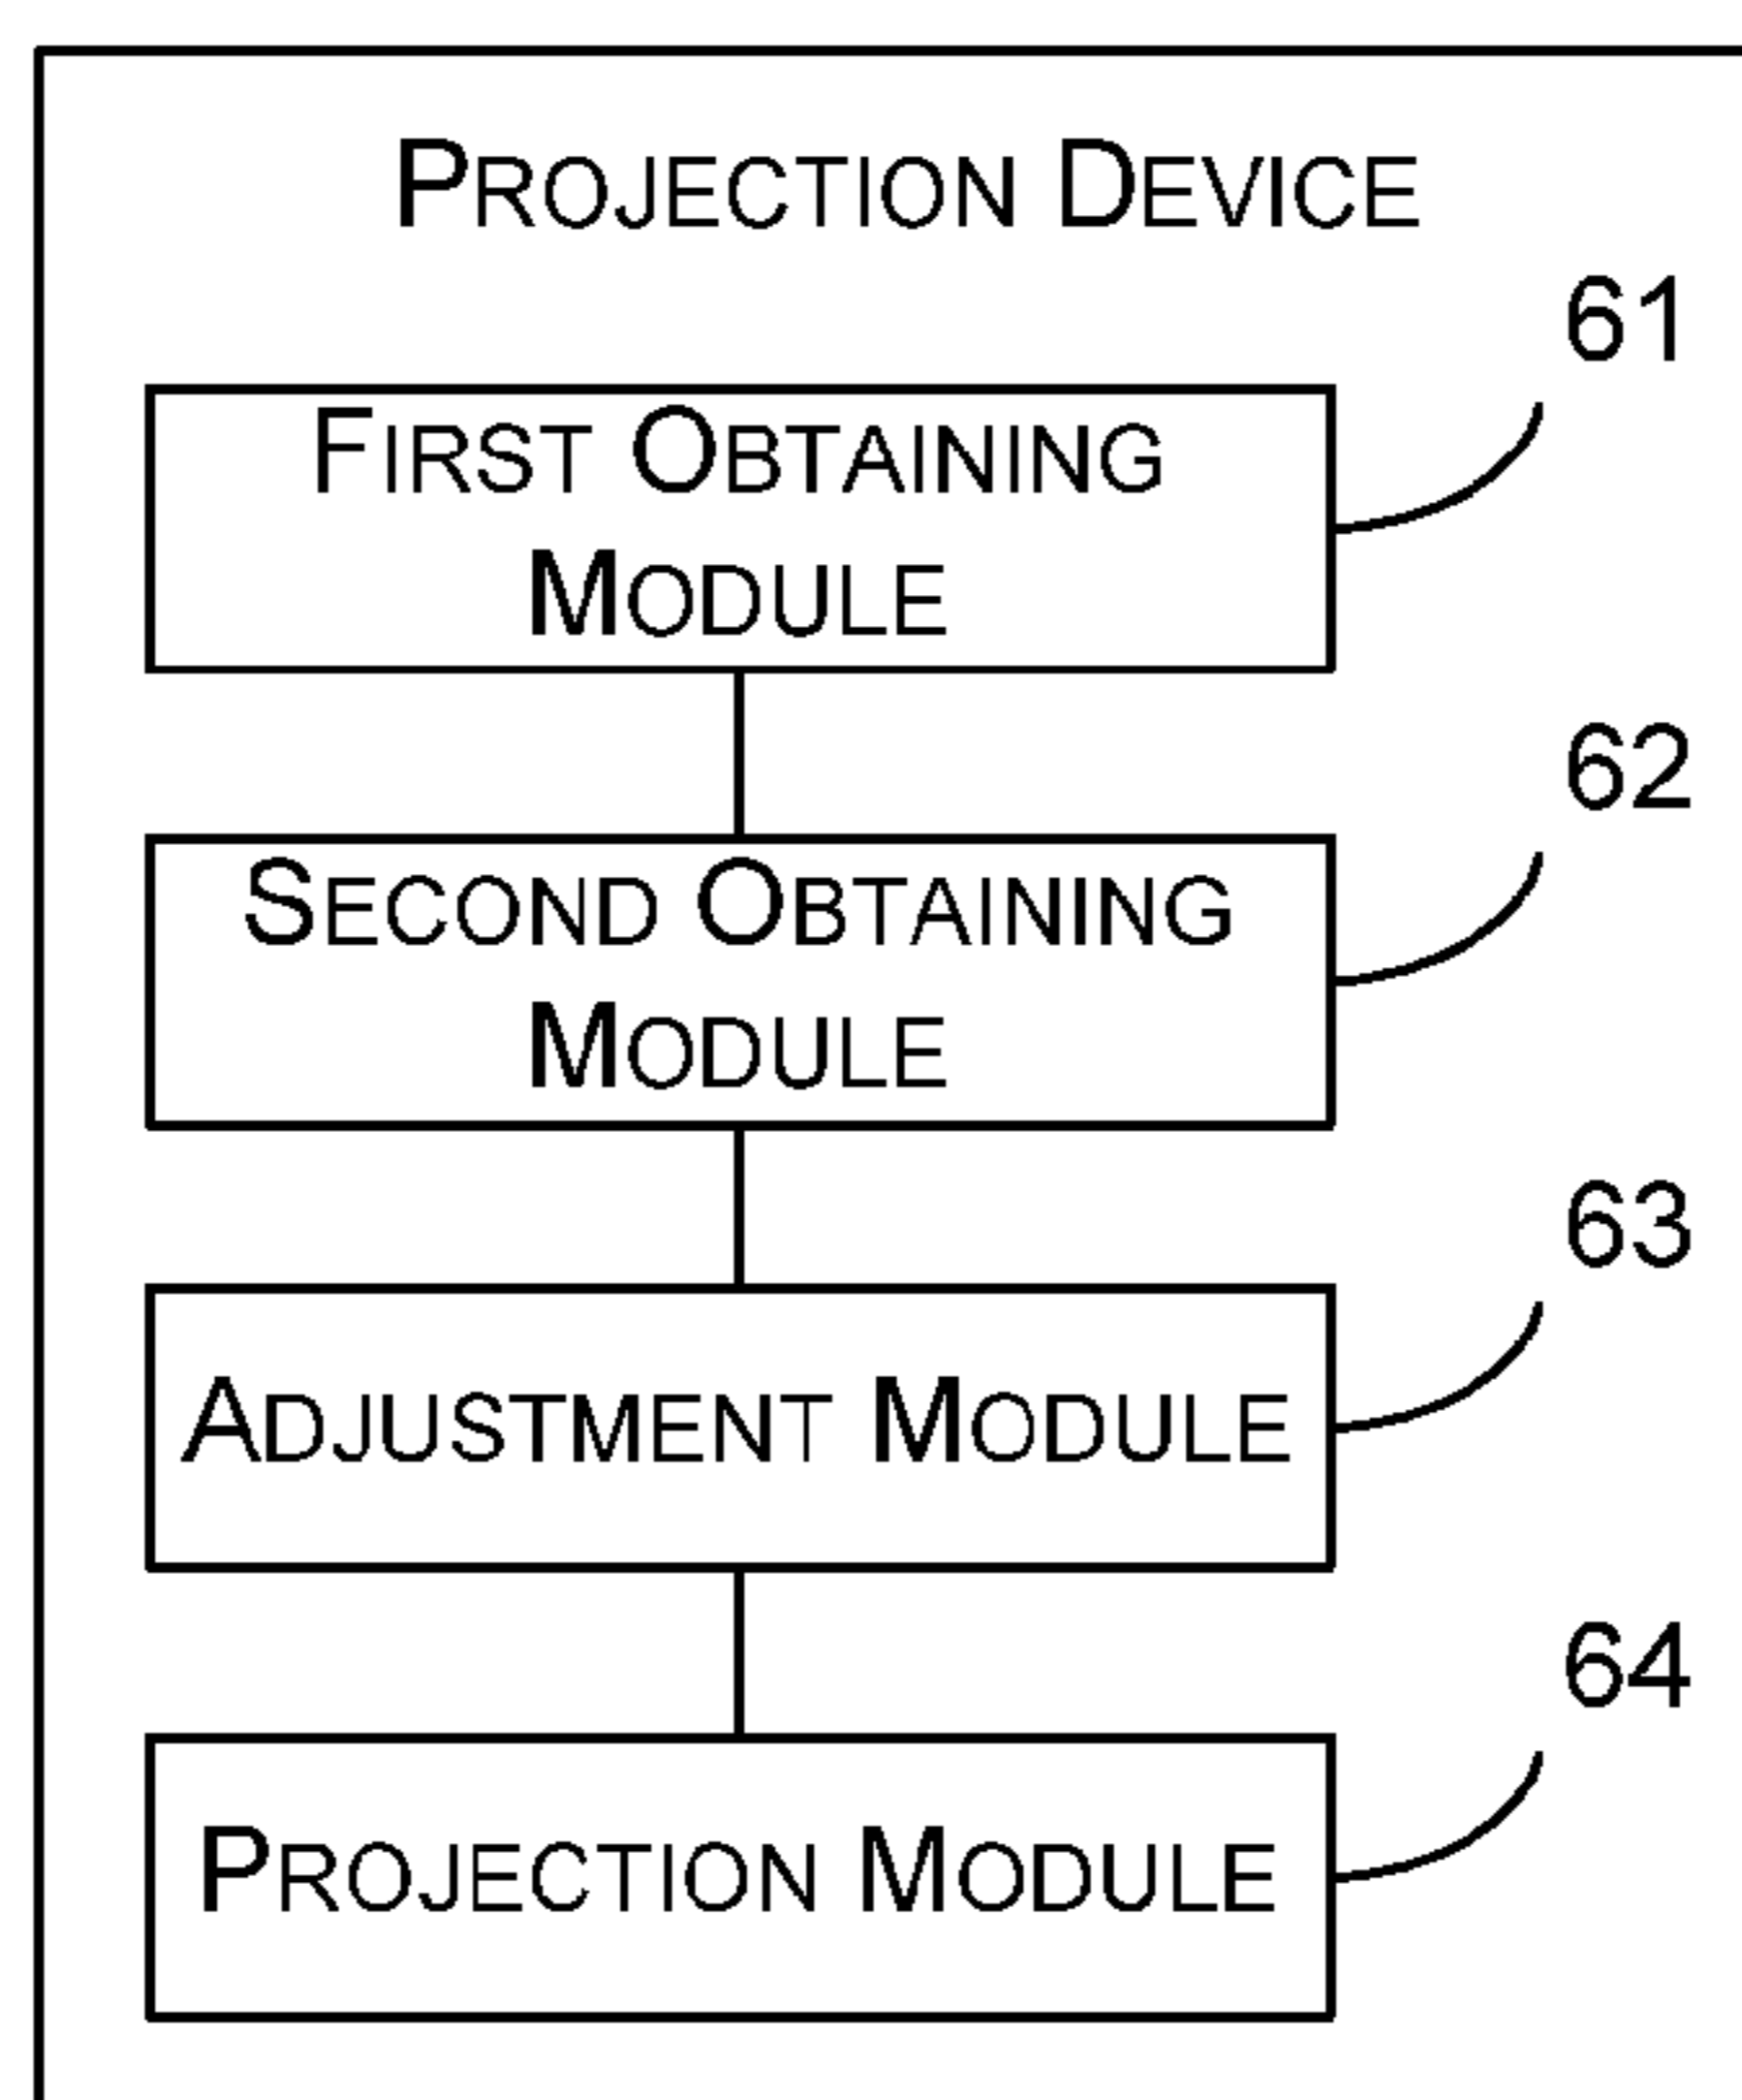 PROJECTION DEVICE
61
FIRST OBTAINING
MODULE
62
SECOND OBTAINING
MODULE
63
ADJUSTMENT MODULE
64
PROJECTION MODULE